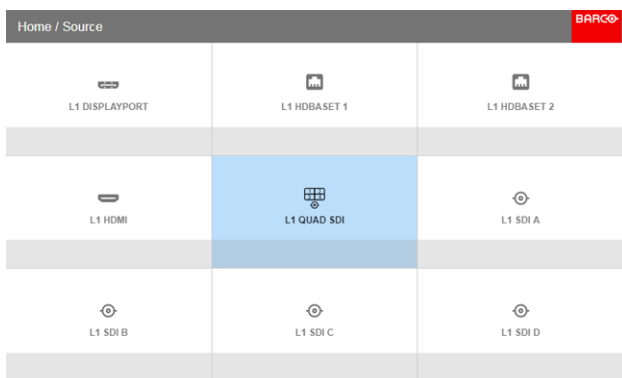 Home / Source
BARCO
L1 DISPLAYPORT
L1 HDBASET 1
L1 HDBASET 2
L1 HDMI
L1 QUAD SDI
L1 SDI A
L1 SDI B
L1 SDI C
L1 SDI D